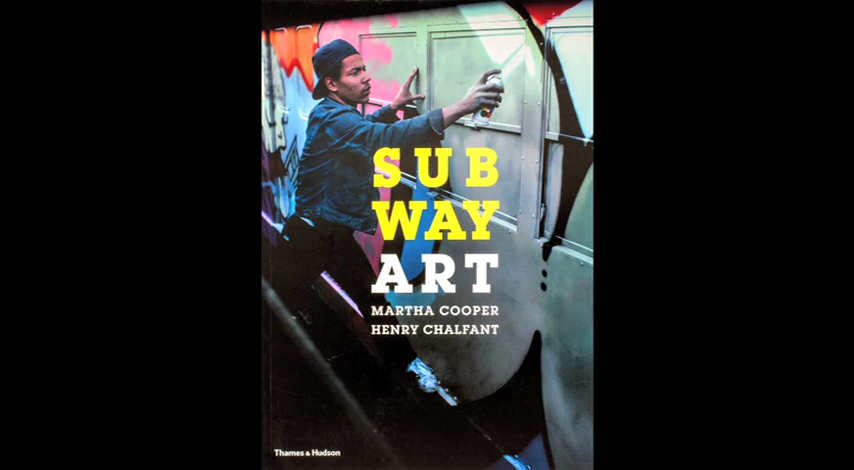 SUB
WAY
ART
MARTHA COOPER
HENRY CHALFANT
Thames & Hudson